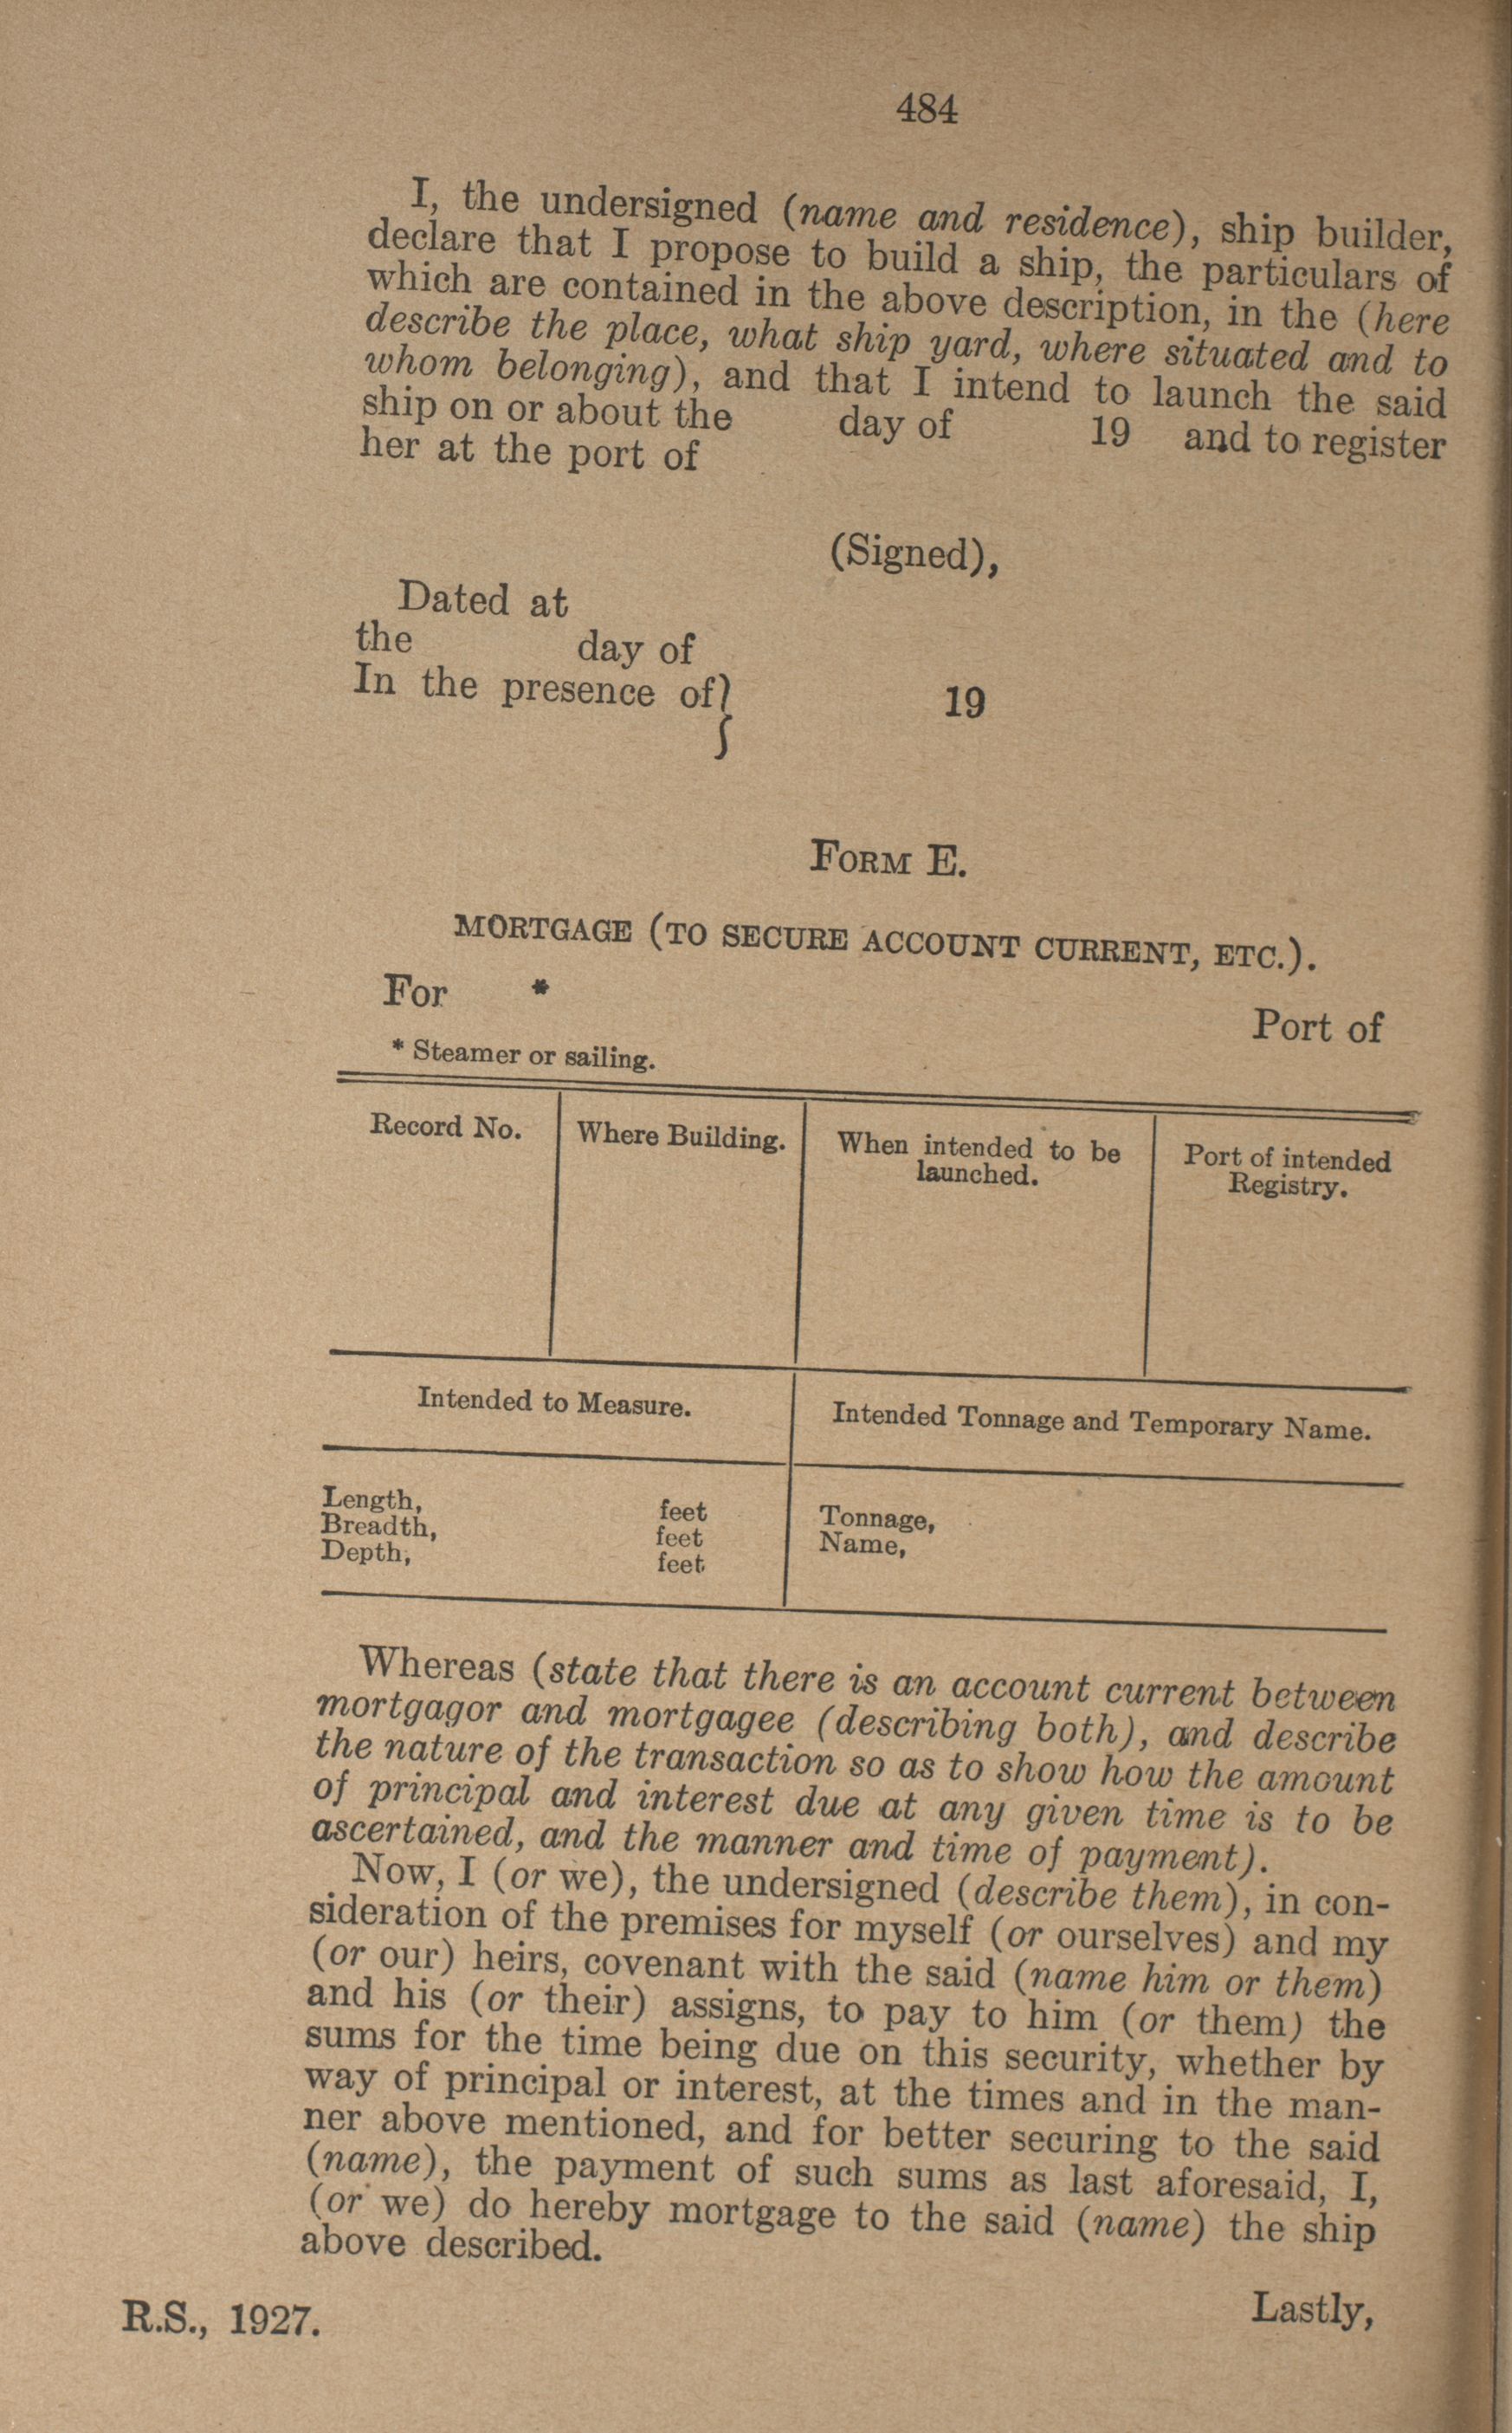 484
I, the undersigned (name and residence), ship builder,
declare that I propose to build a ship, the particulars of
which are contained in the above description, in the (here
describe the place, what ship yard, where situated and to
whom belonging), and that I intend to launch the said
ship on or about the day of 19 and to register
her at the port of
(Signed),
Dated at
the day of
In the presence of} 19
FORM E.
MORTGAGE (TO SECURE ACCOUNT CURRENT, ETC.).
For * Port of
* Steamer or sailing.
Record No. Where Building. When intended to be Port of intended
launched. Registry.
Intended to Measure. Intended Tonnage and Temporary Name.
Length, feet Tonnage,
Breadth, feet Name,
Depth, feet
Whereas (state that there is an account current between
mortgagor and mortgagee (describing both), and describe
the nature of the transaction so as to show how the amount
of principal and interest due at any given time is to be
ascertained, and the manner and time of payment).
Now, I (or we), the undersigned (describe them), in con-
sideration of the premises for myself (or ourselves) and my
(or our) heirs, covenant with the said (name him or them)
and his (or their) assigns, to pay to him (or them) the
sums for the time being due on this security, whether by
way of principal or interest, at the times and in the man-
ner above mentioned, and for better securing to the said
(name), the payment of such sums as last aforesaid, I,
(or we) do hereby mortgage to the said (name) the ship
above described.
Lastly,
R.S., 1927.